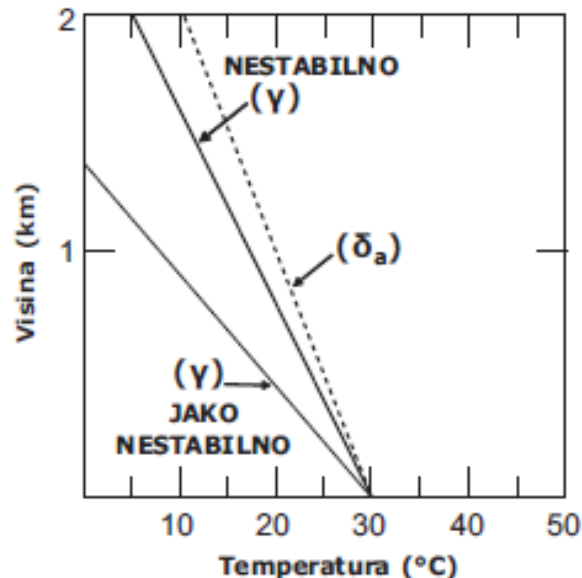 2
NESTABILNO
(γ)
Visina (km)
1
(δₐ)
(γ)
JAKO
NESTABILNO
10 20 30 40 50
Temperatura (°C)